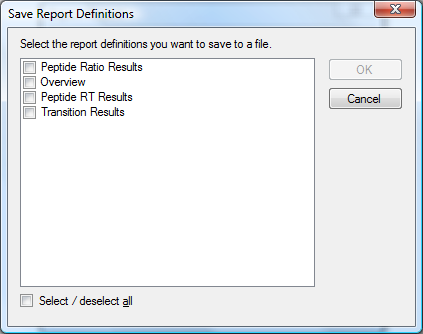 Save Report Definitions
Select the report definitions you want to save to a file.
Peptide Ratio Results
Overview
Peptide RT Results
Transition Results
OK
Cancel
Select / deselect all